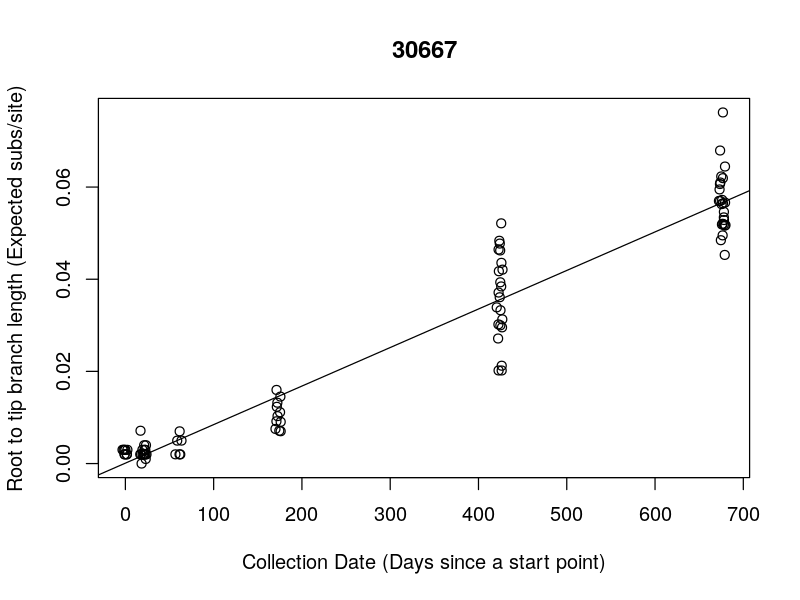 30667
Root to tip branch length (Expected subs/site)
0.06
0.04
0.02
0.00
0 100 200 300 400 500 600 700
Collection Date (Days since a start point)